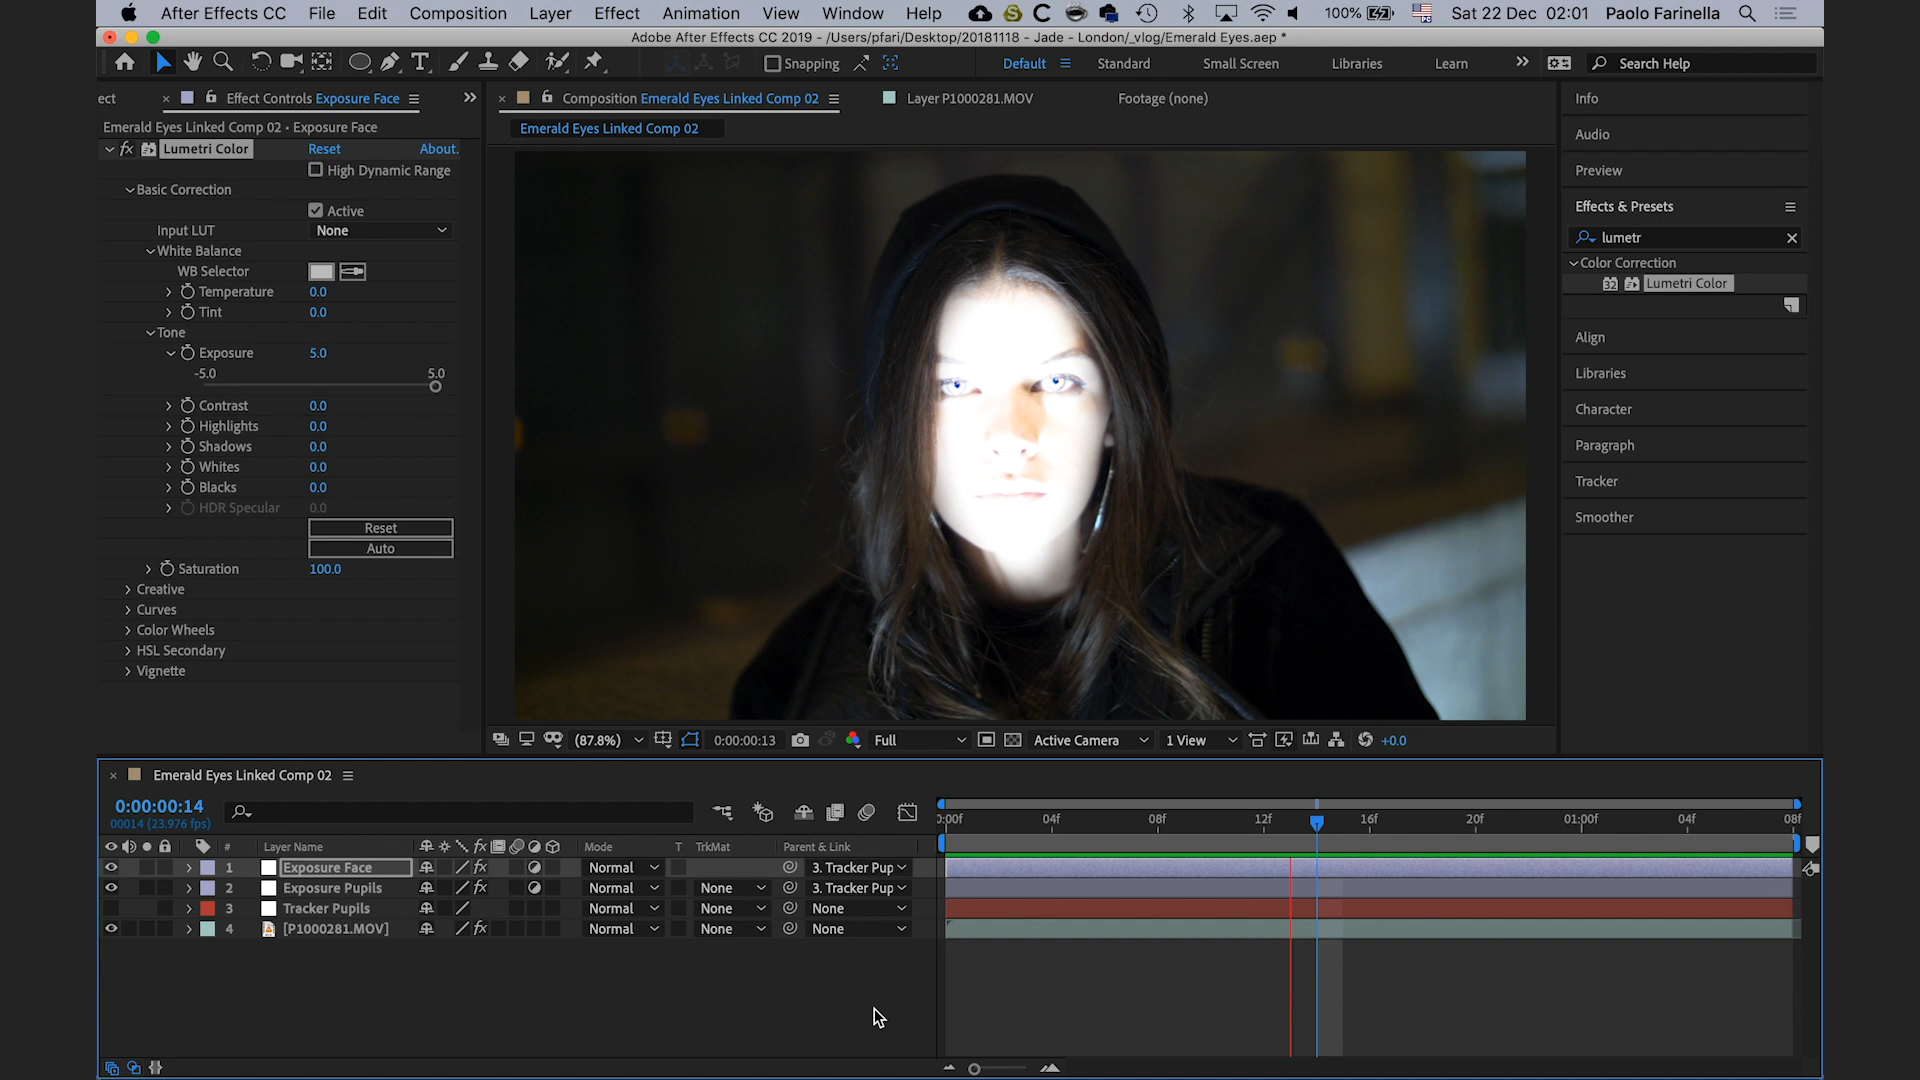 After Effects CC File Edit Composition Layer Effect Animation View Window Help 100% Sat 22 Dec 02:01 Paolo Farinella
Adobe After Effects CC 2019 - /Users/pfari/Desktop/20181118 - Jade - London/_vlog/Emerald Eyes.aep *
Snapping Default Standard Small Screen Libraries Learn Search Help
ect × Effect Controls Exposure Face
Composition Emerald Eyes Linked Comp 02 Layer P1000281.MOV Footage (none)
Emerald Eyes Linked Comp 02 • Exposure Face
Emerald Eyes Linked Comp 02
fx Lumetri Color Reset About.
High Dynamic Range
Basic Correction
Active
Input LUT None
White Balance
WB Selector
Temperature 0.0
Tint 0.0
Tone
Exposure 5.0
-5.0 5.0
Contrast 0.0
Highlights 0.0
Shadows 0.0
Whites 0.0
Blacks 0.0
HDR Specular 0.0
Reset
Auto
Saturation 100.0
Creative
Curves
Color Wheels
HSL Secondary
Vignette
Info
Audio
Preview
Effects & Presets
lumetr
Color Correction
32 Lumetri Color
Align
Libraries
Character
Paragraph
Tracker
Smoother
(87.8%) 0:00:00:13 Full Active Camera 1 View +0.0
Emerald Eyes Linked Comp 02
0:00:00:14
00014 (23.976 fps)
0:00f 04f 08f 12f 16f 20f 01:00f 04f 08f
# Layer Name fx Mode T TrkMat Parent & Link
1 Exposure Face fx Normal 3. Tracker Pup
2 Exposure Pupils fx Normal None 3. Tracker Pup
3 Tracker Pupils Normal None None
4 [P1000281.MOV] fx Normal None None